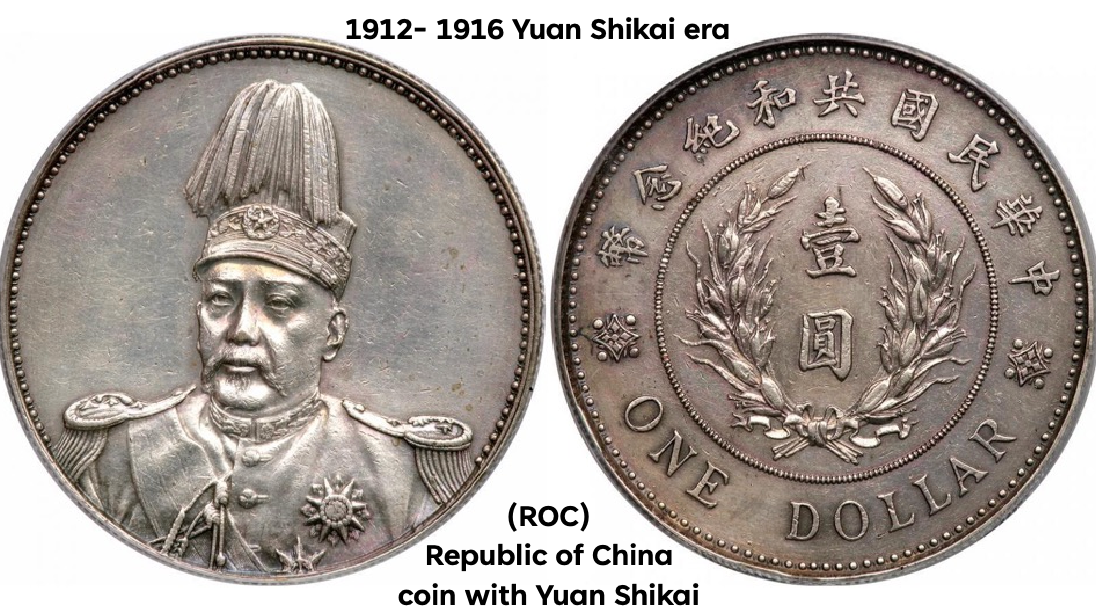 1912- 1916 Yuan Shikai era
中華民國共和紀念幣
壹
圓
ONE DOLLAR
(ROC)
Republic of China
coin with Yuan Shikai